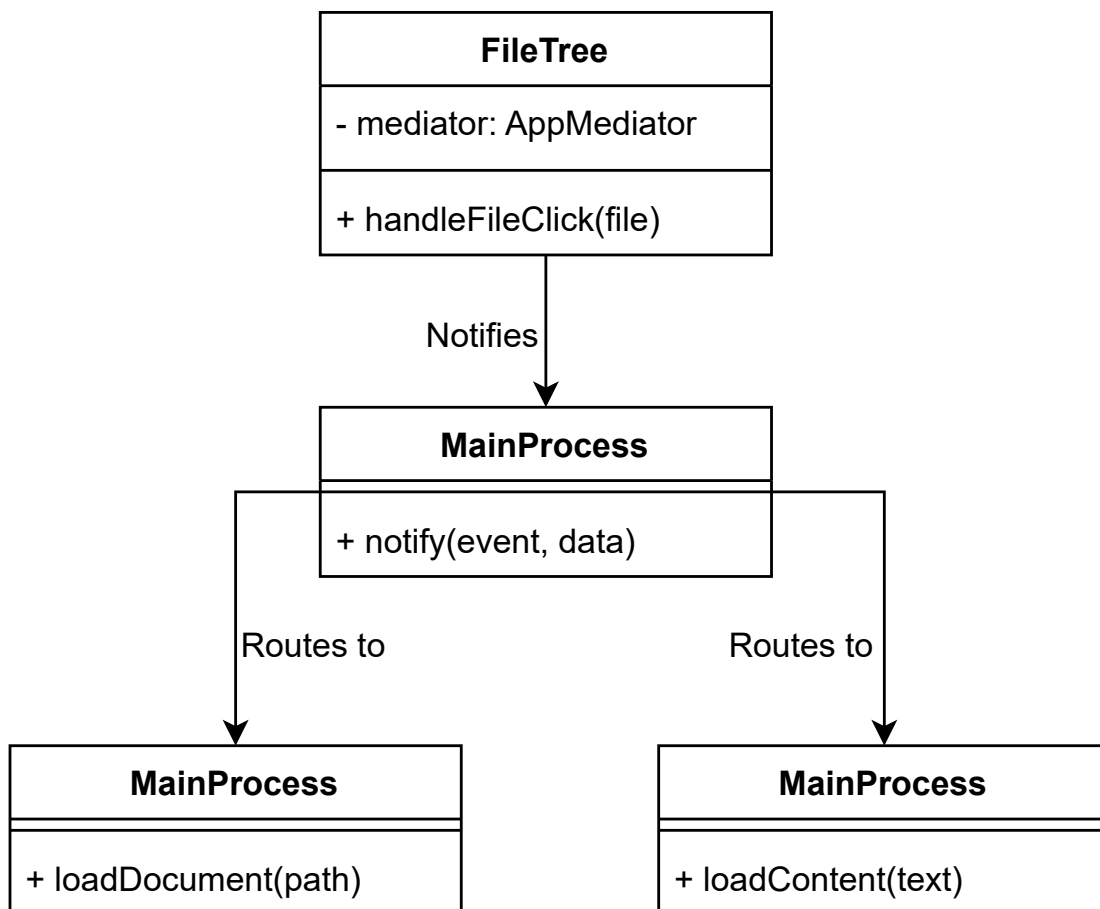 FileTree
- mediator: AppMediator
+ handleFileClick(file)
Notifies
MainProcess
+ notify(event, data)
Routes to
Routes to
MainProcess
+ loadDocument(path)
MainProcess
+ loadContent(text)